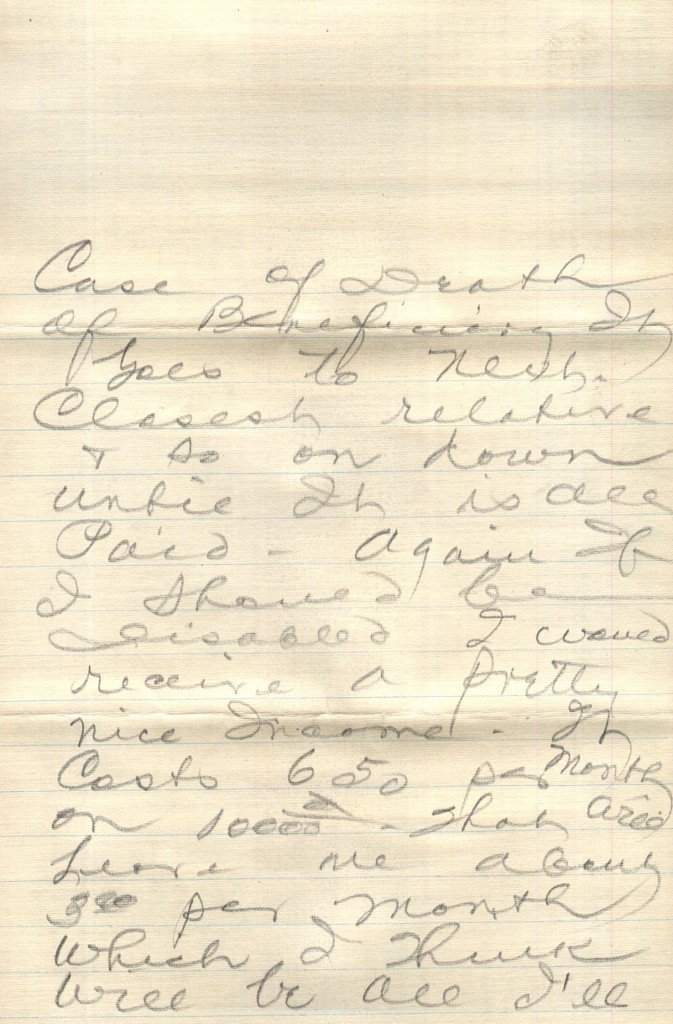 Case of Death
of Beneficiary It
goes to Next
Closest relative
+ so on down
until It is all
Paid - Again If
I should be
disabled I would
receive a pretty
nice Income - It
Costs 6 50 per Month
on 10000 - That
leave me about
per Month
Which I Think
Will be all I'll